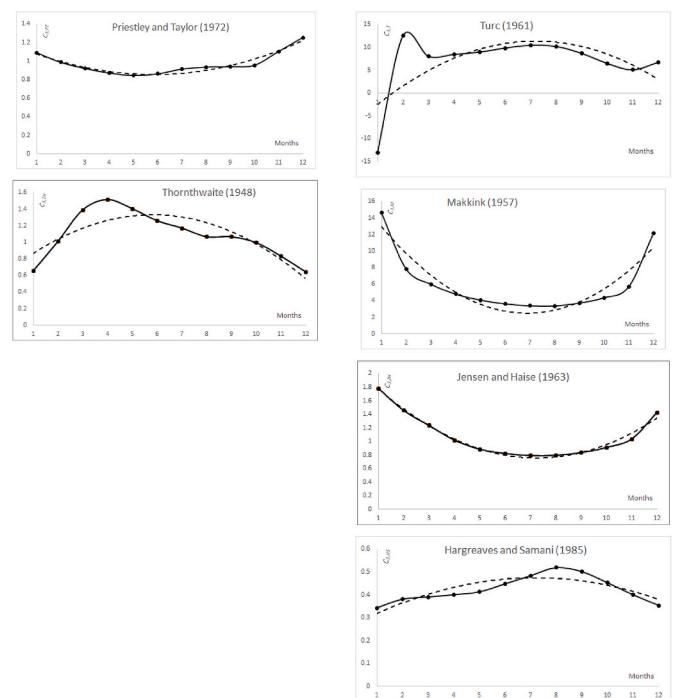 Priestley and Taylor (1972)
1.4
1.2
1
0.8
0.6
0.4
0.2
0
1 2 3 4 5 6 7 8 9 10 11 12
Months
Turc (1961)
15
10
5
0
-5
-10
-15
1 2 3 4 5 6 7 8 9 10 11 12
Months
Thornthwaite (1948)
1.6
1.4
1.2
1
0.8
0.6
0.4
0.2
0
1 2 3 4 5 6 7 8 9 10 11 12
Months
Makkink (1957)
16
14
12
10
8
6
4
2
0
1 2 3 4 5 6 7 8 9 10 11 12
Months
Jensen and Haise (1963)
2
1.8
1.6
1.4
1.2
1
0.8
0.6
0.4
0.2
0
1 2 3 4 5 6 7 8 9 10 11 12
Months
Hargreaves and Samani (1985)
0.6
0.5
0.4
0.3
0.2
0.1
0
1 2 3 4 5 6 7 8 9 10 11 12
Months